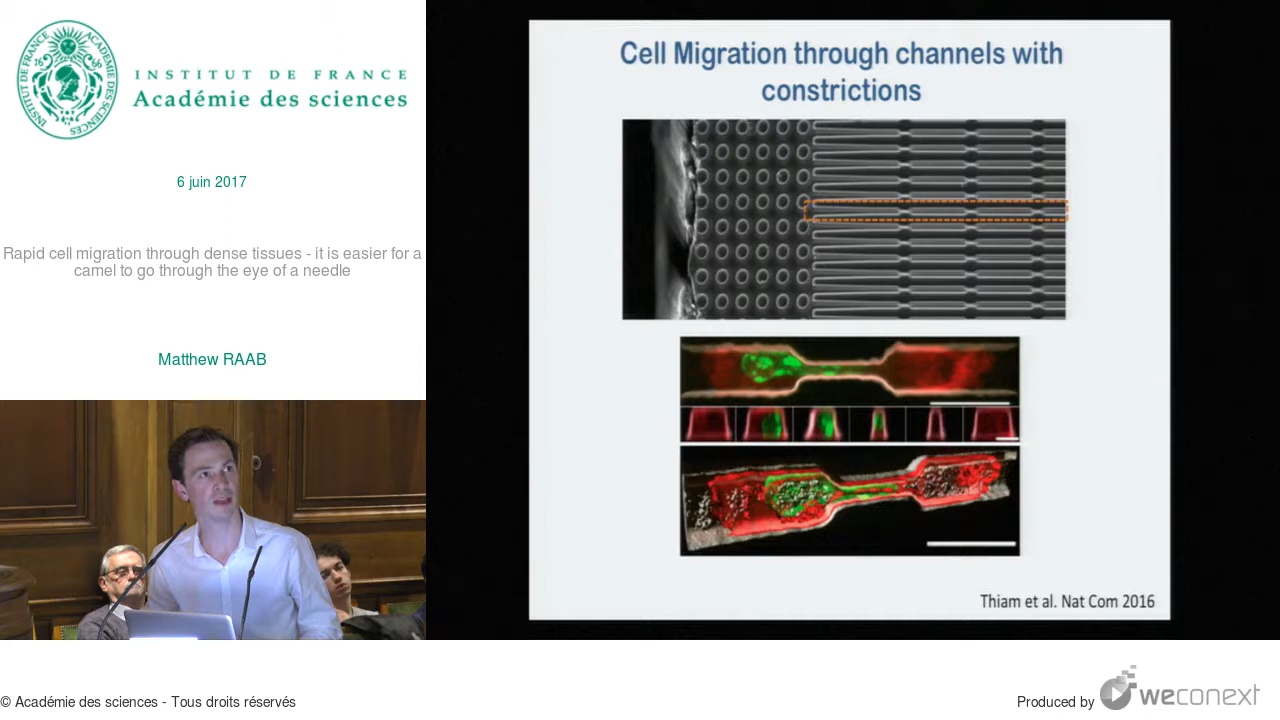 INSTITUT DE FRANCE
Académie des sciences
6 juin 2017
Rapid cell migration through dense tissues - it is easier for a
camel to go through the eye of a needle
Matthew RAAB
Cell Migration through channels with
constrictions
Thiam et al. Nat Com 2016
© Académie des sciences - Tous droits réservés
Produced by weconext